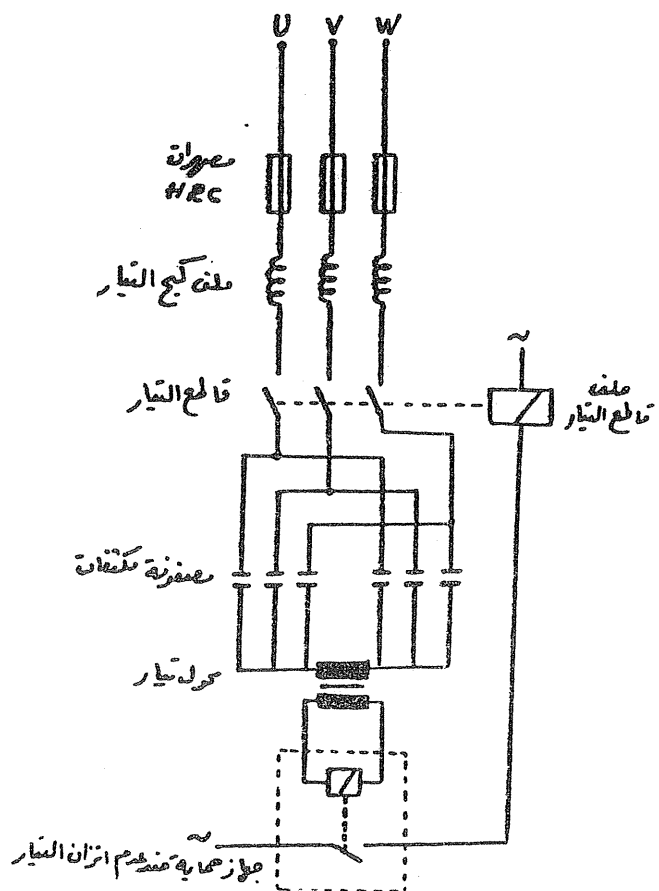 U V W
مصهرات
HRC
ملف كبح التيار
قاطع التيار
~
ملف
قاطع التيار
مصفوفة مكثفات
محول تيار
~
جهاز حماية ضد عدم اتزان التيار